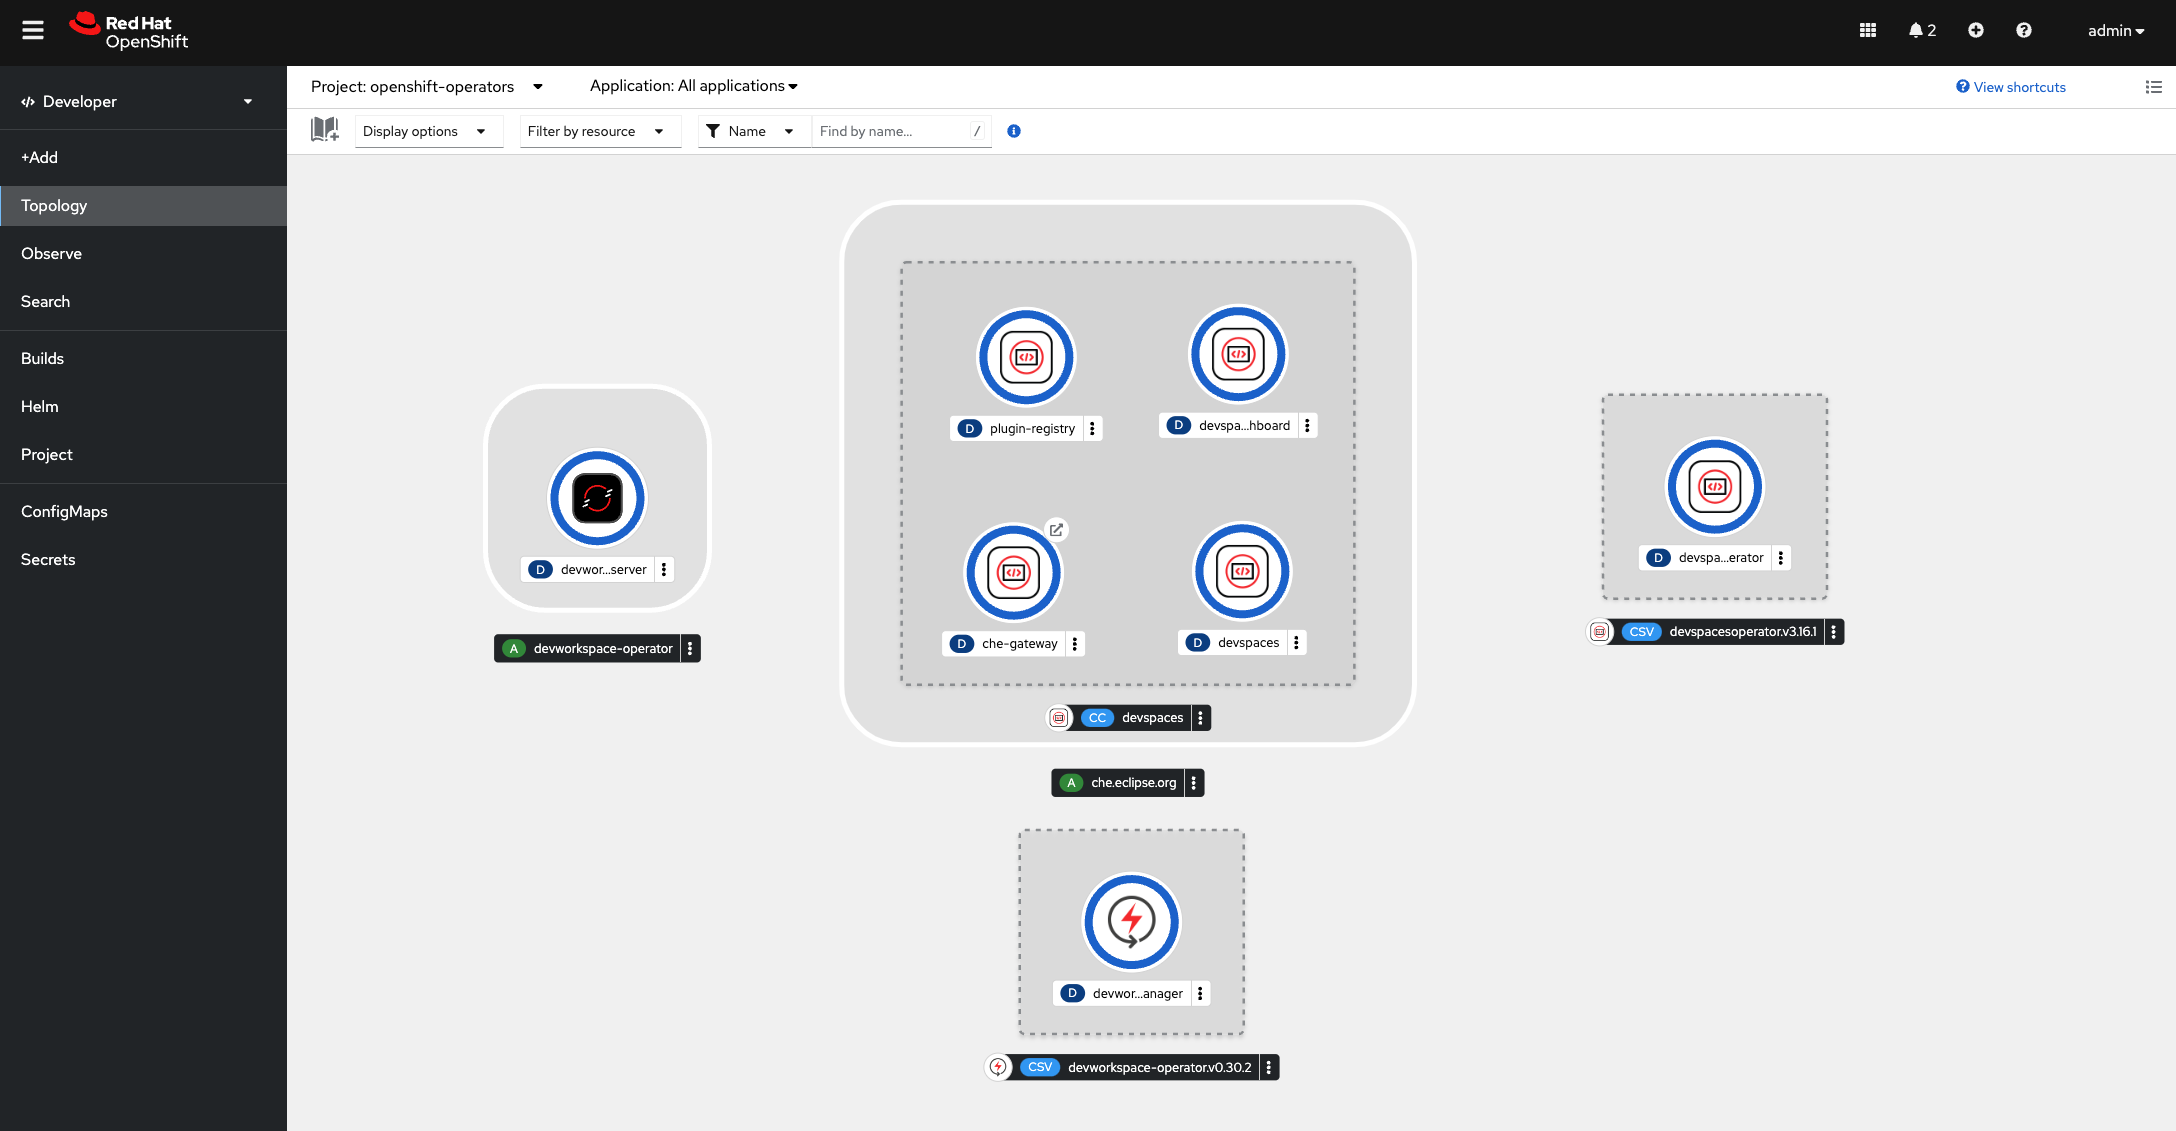 Red Hat
OpenShift
2
admin
Developer
+Add
Topology
Observe
Search
Builds
Helm
Project
ConfigMaps
Secrets
Project: openshift-operators
Application: All applications
View shortcuts
Display options
Filter by resource
Name
Find by name...
/
D plugin-registry
D devspa...hboard
D devwor...server
A devworkspace-operator
D che-gateway
D devspaces
CC devspaces
A che.eclipse.org
D devspa...erator
CSV devspacesoperator.v3.16.1
D devwor...anager
CSV devworkspace-operator.v0.30.2